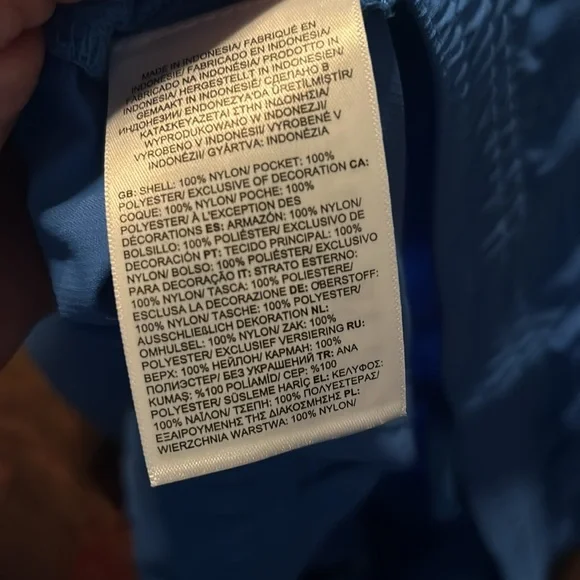 MADE IN INDONESIA/ FABRIQUÉ EN
INDONÉSIE/ FABRICADO EN INDONESIA/
FABRICADO NA INDONÉSIA/ PRODOTTO IN
INDONESIA/ HERGESTELLT IN INDONESIEN/
GEMAAKT IN INDONESIË/ СДЕЛАНО В
ИНДОНЕЗИИ/ ENDONEZYA'DA ÜRETİLMİŞTİR/
ΚΑΤΑΣΚΕΥΑΖΕΤΑΙ ΣΤΗΝ ΙΝΔΟΝΗΣΙΑ/
WYPRODUKOWANO W INDONEZJI/
VYROBENO V INDONÉSII/ VYROBENÉ V
INDONÉZII/ GYÁRTVA: INDONÉZIA
GB: SHELL: 100% NYLON/ POCKET: 100%
POLYESTER/ EXCLUSIVE OF DECORATION CA:
COQUE: 100% NYLON/ POCHE: 100%
POLYESTER/ À L'EXCEPTION DES
DÉCORATIONS ES: ARMAZÓN: 100% NYLON/
BOLSILLO: 100% POLIÉSTER/ EXCLUSIVO DE
DECORACIÓN PT: TECIDO PRINCIPAL: 100%
NYLON/ BOLSO: 100% POLIÉSTER/ EXCLUSIVO
PARA DECORAÇÃO IT: STRATO ESTERNO:
100% NYLON/ TASCA: 100% POLIESTERE/
ESCLUSA LA DECORAZIONE DE: OBERSTOFF:
100% NYLON/ TASCHE: 100% POLYESTER/
AUSSCHLIEßLICH DEKORATION NL:
OMHULSEL: 100% NYLON/ ZAK: 100%
POLYESTER/ EXCLUSIEF VERSIERING RU:
ВЕРХ: 100% НЕЙЛОН/ КАРМАН: 100%
ПОЛИЭСТЕР/ БЕЗ УКРАШЕНИЙ TR: ANA
KUMAŞ: %100 POLİAMİD/ CEP: %100
POLYESTER/ SÜSLEME HARİÇ EL: ΚΕΛΥΦΟΣ:
100% ΝΑΪΛΟΝ/ ΤΣΕΠΗ: 100% ΠΟΛΥΕΣΤΕΡΑΣ/
ΕΞΑΙΡΟΥΜΕΝΗΣ ΤΗΣ ΔΙΑΚΟΣΜΗΣΗΣ PL:
WIERZCHNIA WARSTWA: 100% NYLON/